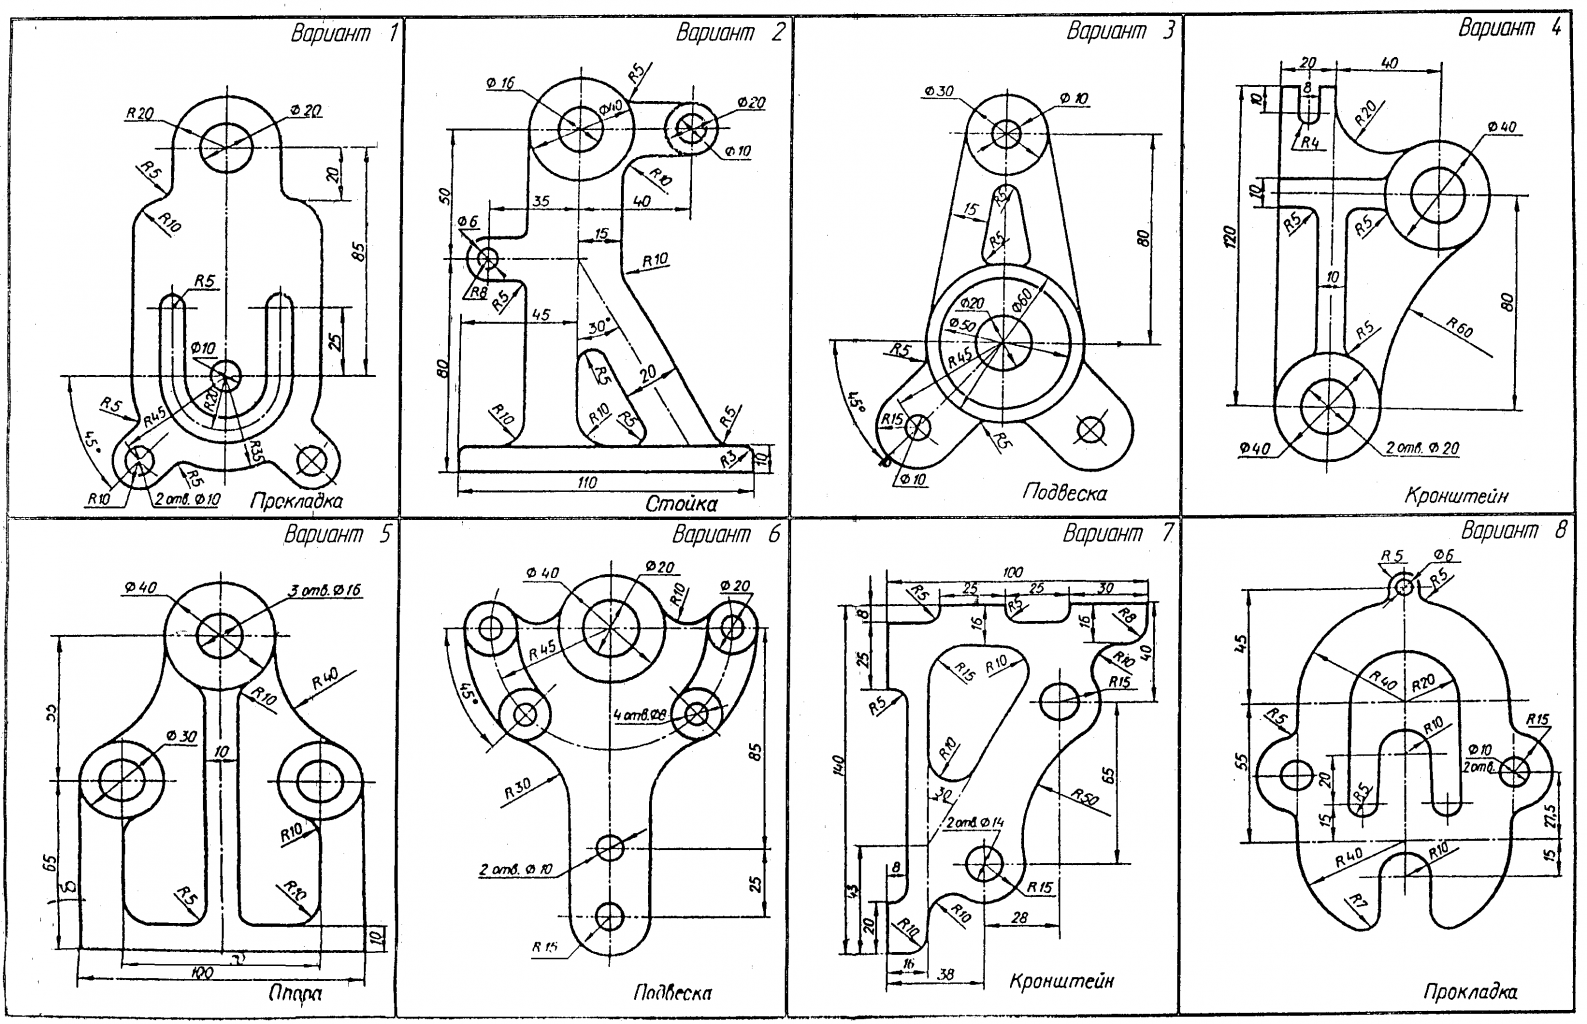 Вариант 1
R20
Ф20
R5
20
R10
85
R5
25
Ф10
R20
R5
R45
45°
R35
R5
R10
2 отв. Ф10
Прокладка
Вариант 2
Ф16
Ф40
R5
Ф20
Ф10
R10
50
35
40
Ф6
15
R10
R8
R5
45
30°
80
R5
20
R10
R10
R5
R5
R3
10
110
Стойка
Вариант 3
Ф30
Ф10
R5
15
R5
80
Ф20
Ф60
Ф50
R5
R45
45°
R15
R5
Ф10
Подвеска
Вариант 4
20
40
8
10
R20
R4
Ф40
10
R5
R5
120
10
80
R5
R60
Ф40
2 отв. Ф20
Кронштейн
Вариант 5
Ф40
3 отв. Ф16
R10
R40
Ф30
10
R10
65
R5
R10
10
100
Опора
Вариант 6
Ф40
Ф20
R10
Ф20
R45
45°
4 отв. Ф8
85
R30
2 отв. Ф10
25
R15
Подвеска
Вариант 7
100
25
25
30
R5
R5
8
16
16
R8
25
R10
40
R15
R10
R15
R5
R10
140
65
30
R50
2 отв. Ф14
8
43
R15
R10
R10
20
28
16
38
Кронштейн
Вариант 8
R5
Ф6
R5
45
R40
R20
R5
R10
R15
Ф10
2 отв.
55
20
R5
15
27,5
R40
R10
15
R7
Прокладка